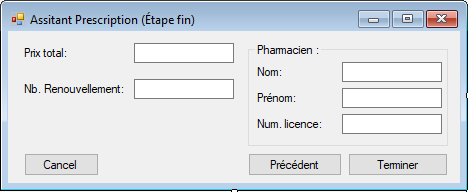 Assitant Prescription (Étape fin)
Prix total:
Nb. Renouvellement:
Pharmacien :
Nom:
Prénom:
Num. licence:
Cancel
Précédent
Terminer